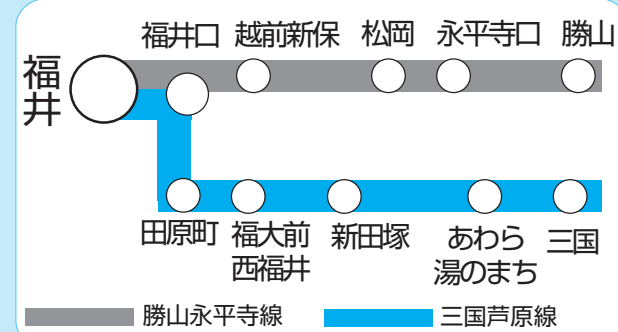 福井口 越前新保 松岡 永平寺口 勝山
福井
田原町 福大前西福井 新田塚 あわら湯のまち 三国
勝山永平寺線 三国芦原線